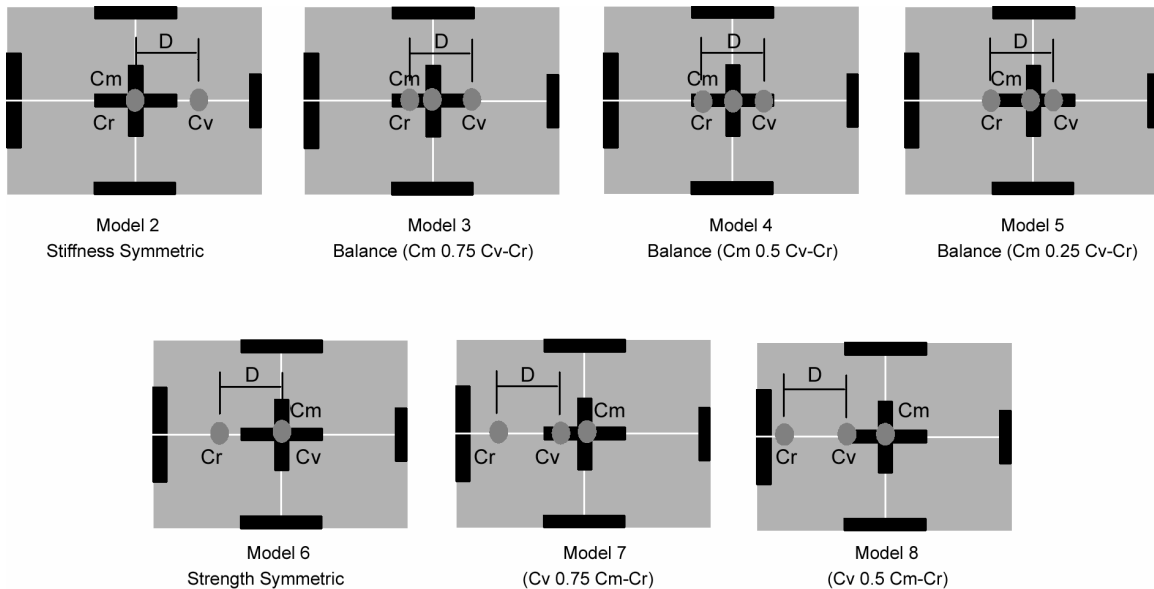 D
Cm
Cr
Cv
D
Cm
Cr
Cv
D
Cm
Cr
Cv
D
Cm
Cr
Cv
Model 2
Stiffness Symmetric
Model 3
Balance (Cm 0.75 Cv-Cr)
Model 4
Balance (Cm 0.5 Cv-Cr)
Model 5
Balance (Cm 0.25 Cv-Cr)
D
Cm
Cr
Cv
D
Cm
Cr
Cv
D
Cm
Cr
Cv
Model 6
Strength Symmetric
Model 7
(Cv 0.75 Cm-Cr)
Model 8
(Cv 0.5 Cm-Cr)